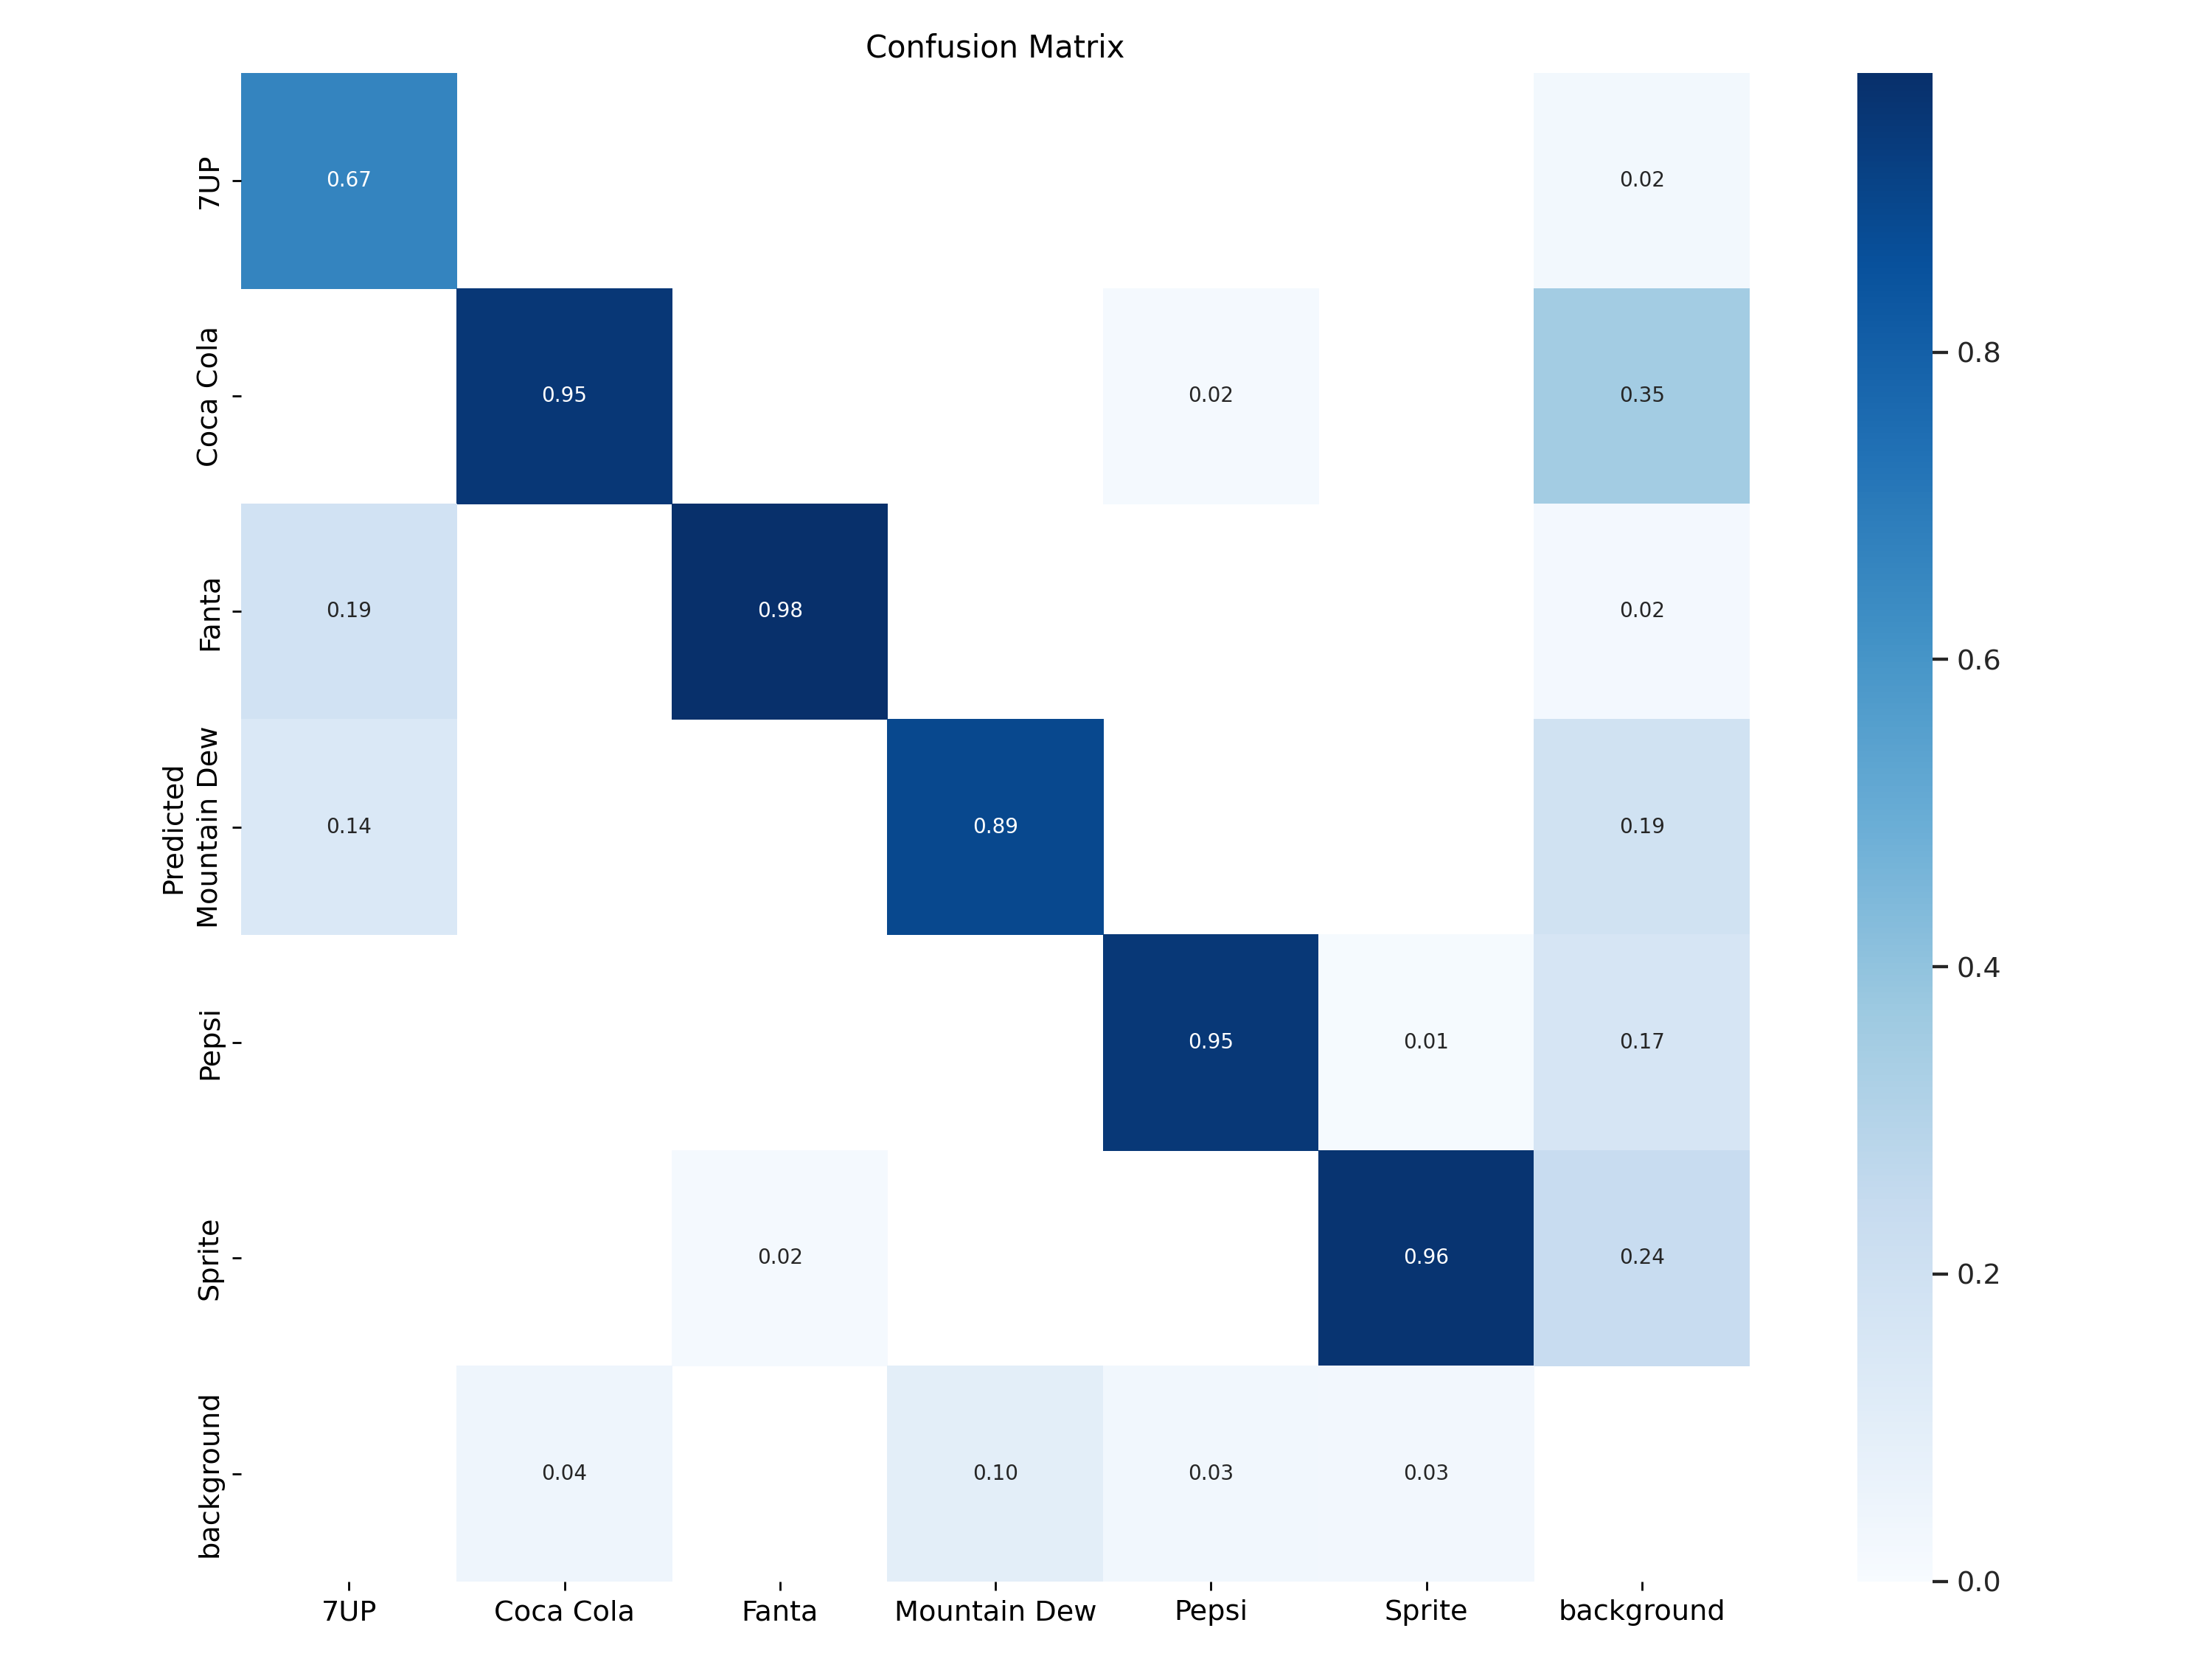 Confusion Matrix
7UP
0.67
0.02
Coca Cola
0.95
0.02
0.35
Fanta
0.19
0.98
0.02
Predicted
Mountain Dew
0.14
0.89
0.19
Pepsi
0.95
0.01
0.17
Sprite
0.02
0.96
0.24
background
0.04
0.10
0.03
0.03
7UP
Coca Cola
Fanta
Mountain Dew
Pepsi
Sprite
background
0.8
0.6
0.4
0.2
0.0